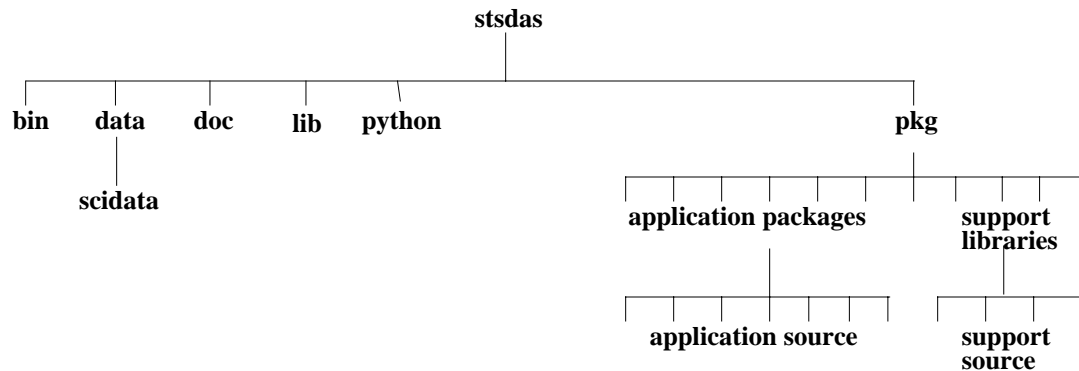 stsdas
bin data doc lib python pkg
scidata
application packages support
libraries
application source support
source